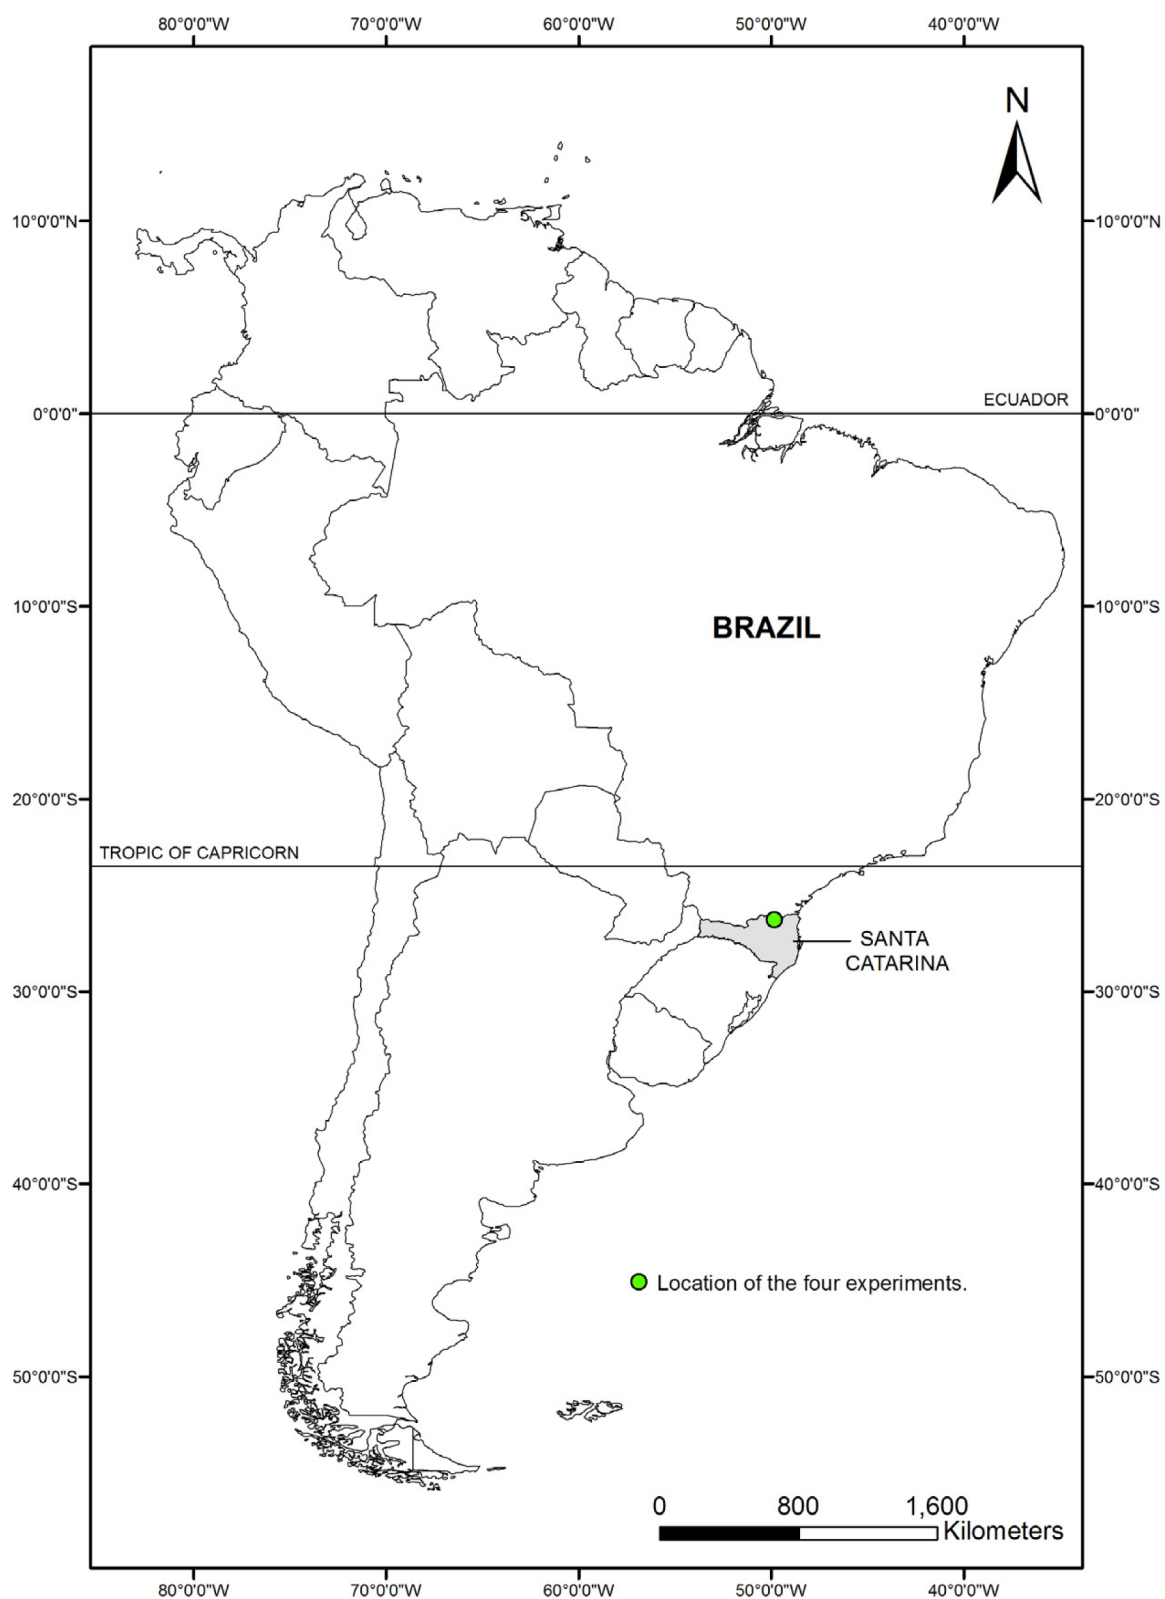 80°0'0"W 70°0'0"W 60°0'0"W 50°0'0"W 40°0'0"W
N
10°0'0"N 10°0'0"N
ECUADOR
0°0'0" 0°0'0"
10°0'0"S 10°0'0"S
BRAZIL
20°0'0"S 20°0'0"S
TROPIC OF CAPRICORN
SANTA
CATARINA
30°0'0"S 30°0'0"S
40°0'0"S 40°0'0"S
Location of the four experiments.
50°0'0"S 50°0'0"S
0 800 1,600
Kilometers
80°0'0"W 70°0'0"W 60°0'0"W 50°0'0"W 40°0'0"W